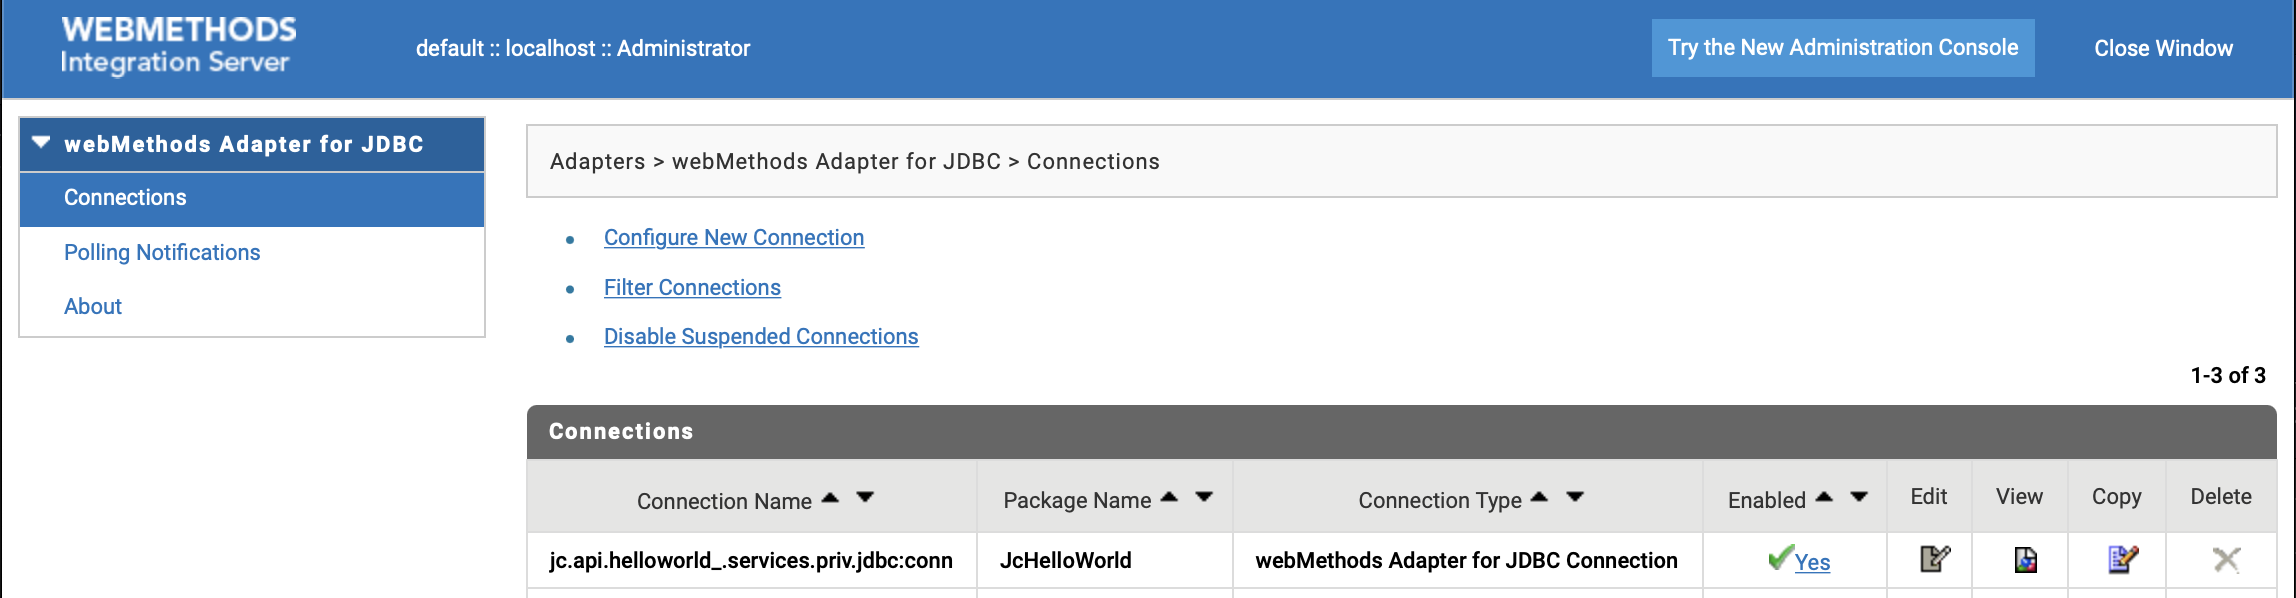 WEBMETHODS
Integration Server
default :: localhost :: Administrator
Try the New Administration Console
Close Window
webMethods Adapter for JDBC
Connections
Polling Notifications
About
Adapters > webMethods Adapter for JDBC > Connections
Configure New Connection
Filter Connections
Disable Suspended Connections
1-3 of 3
Connections
Connection Name Package Name Connection Type Enabled Edit View Copy Delete
jc.api.helloworld_.services.priv.jdbc:conn JcHelloWorld webMethods Adapter for JDBC Connection Yes